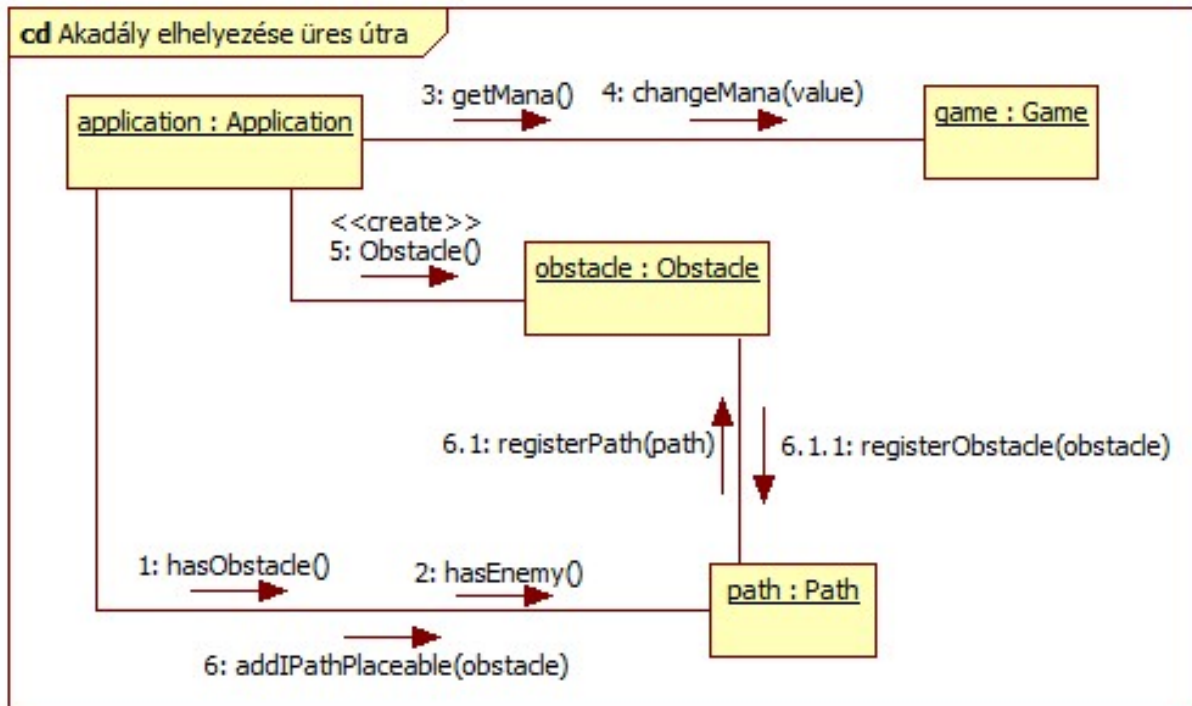 cd Akadály elhelyezése üres útra
3: getMana()
4: changeMana(value)
application : Application
game : Game
<<create>>
5: Obstacle()
obstacle : Obstacle
6.1: registerPath(path)
6.1.1: registerObstacle(obstacle)
1: hasObstacle()
2: hasEnemy()
path : Path
6: addIPathPlaceable(obstacle)